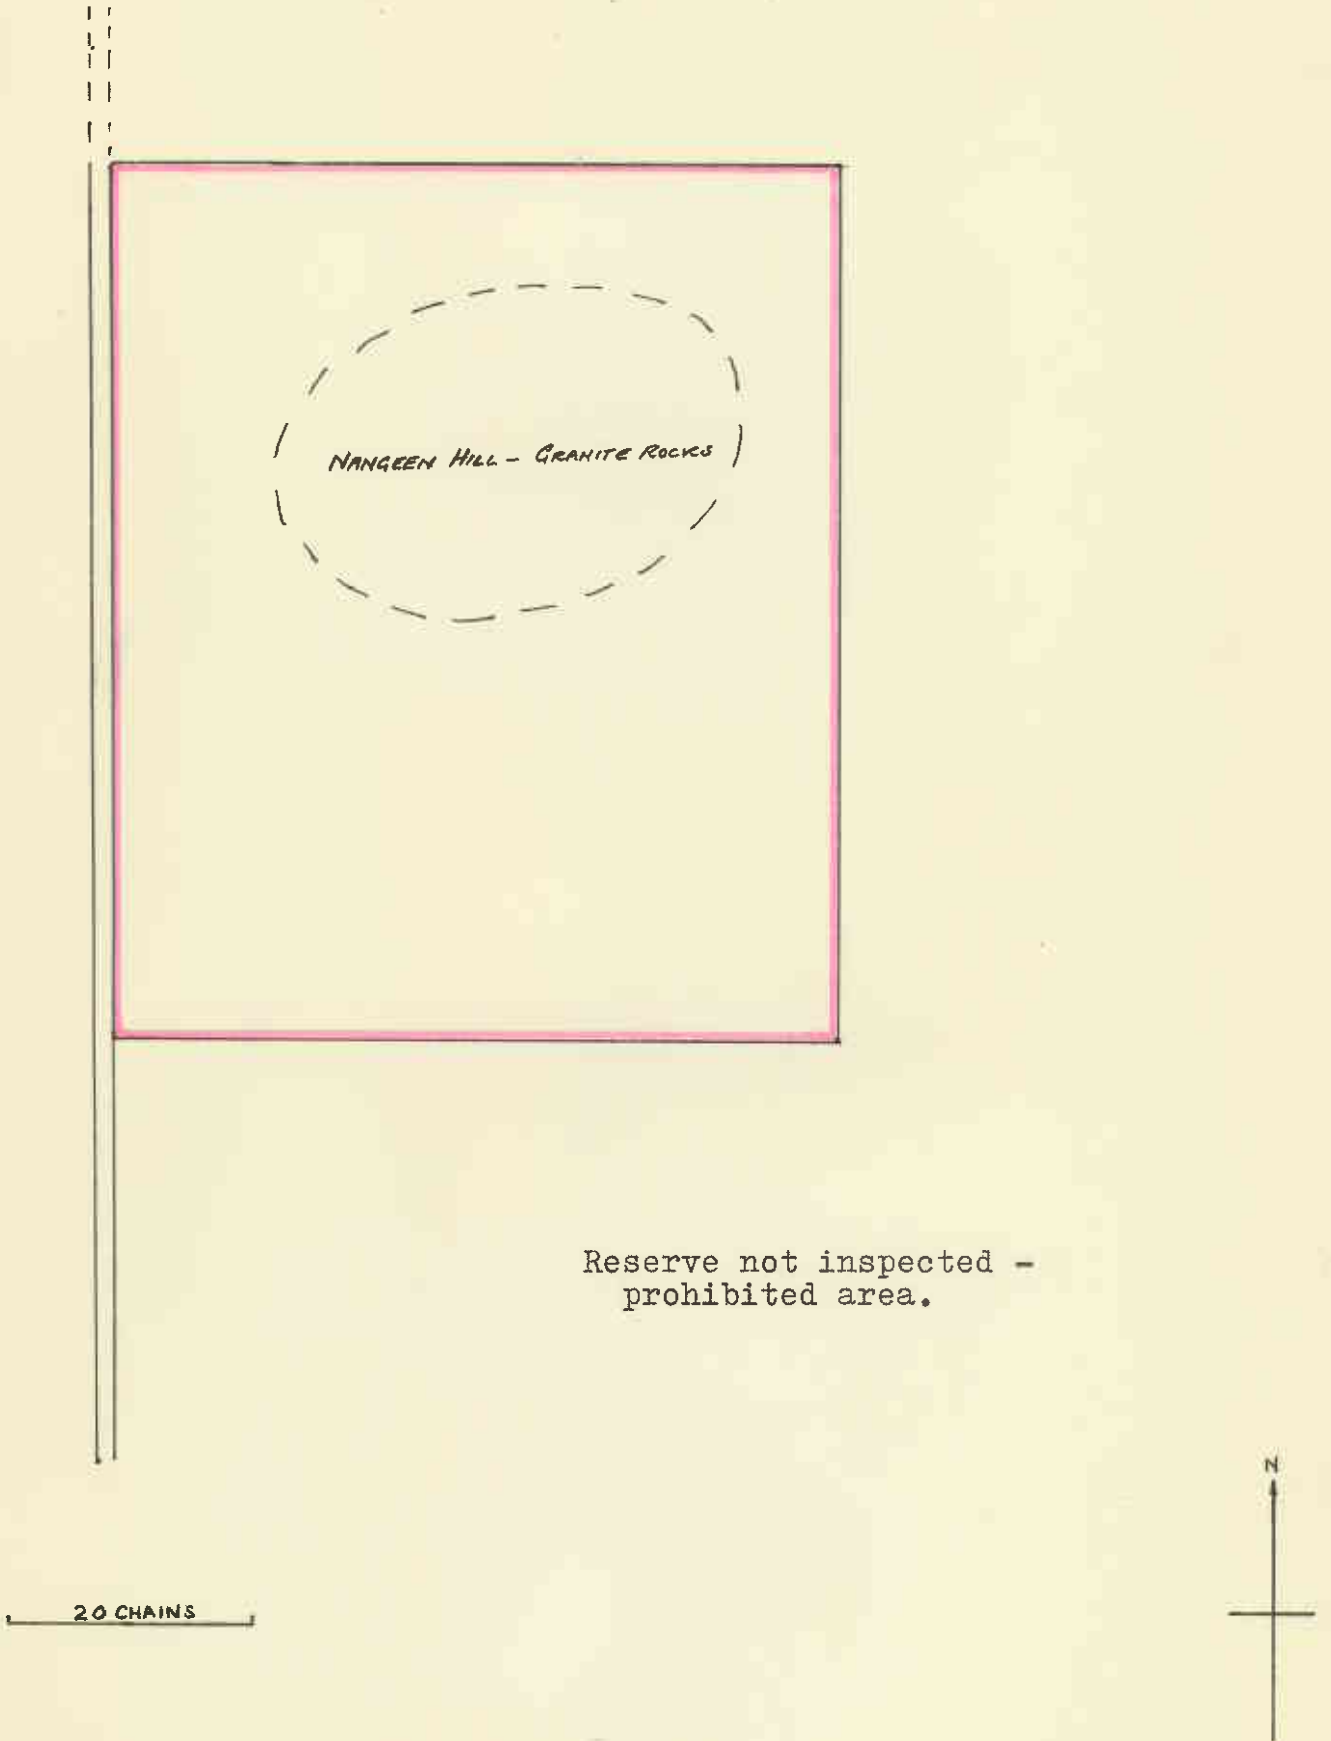 NANGEEN HILL - GRANITE ROCKS
Reserve not inspected -
prohibited area.
N
20 CHAINS